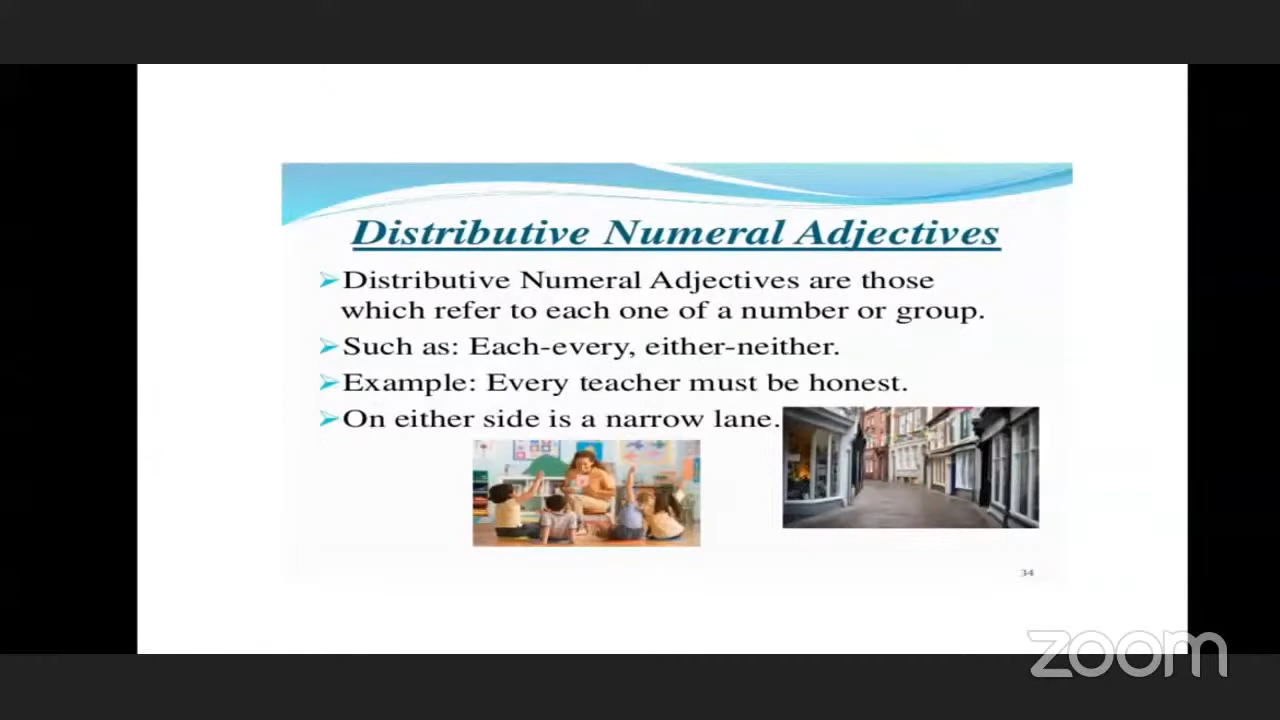 Distributive Numeral Adjectives
➢Distributive Numeral Adjectives are those
which refer to each one of a number or group.
➢Such as: Each-every, either-neither.
➢Example: Every teacher must be honest.
➢On either side is a narrow lane.
34
zoom